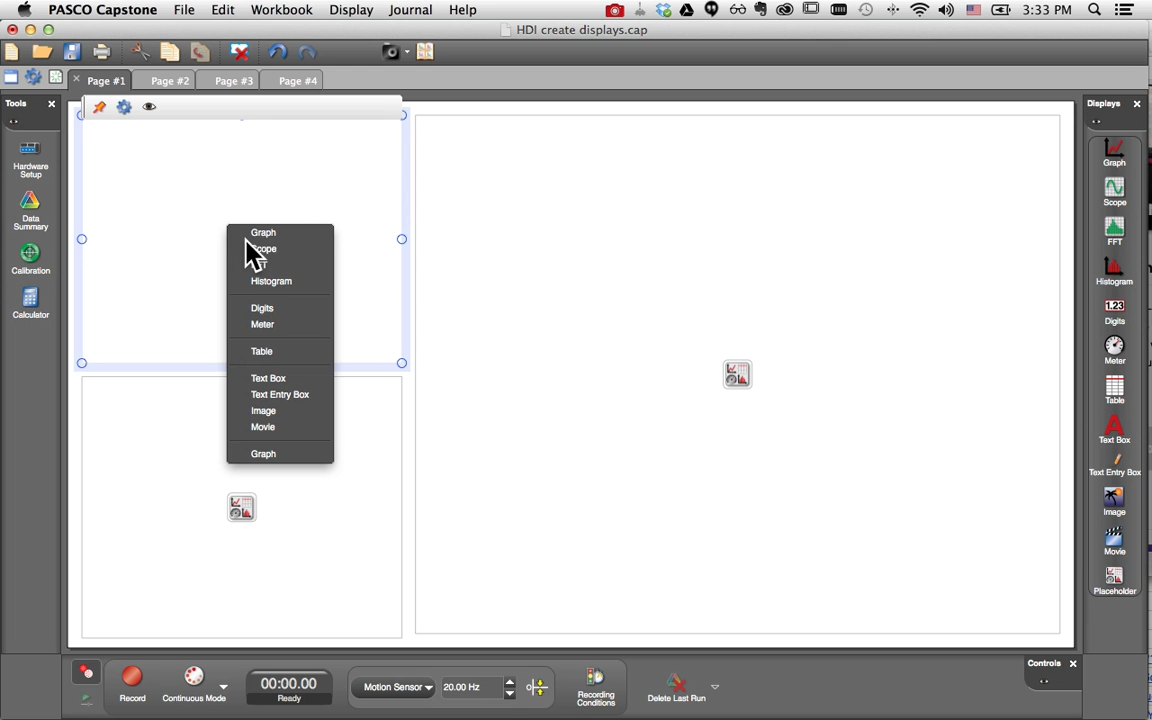 PASCO Capstone File Edit Workbook Display Journal Help 3:33 PM
HDI create displays.cap
Page #1 Page #2 Page #3 Page #4
Tools
Hardware
Setup
Data
Summary
Calibration
Calculator
Graph
Histogram
Digits
Meter
Table
Text Box
Text Entry Box
Image
Movie
Graph
Displays
Graph
Scope
FFT
Histogram
1.23
Digits
Meter
Table
Text Box
Text Entry Box
Image
Movie
Placeholder
Record
Continuous Mode
00:00.00
Ready
Motion Sensor 20.00 Hz
Recording
Conditions
Delete Last Run
Controls